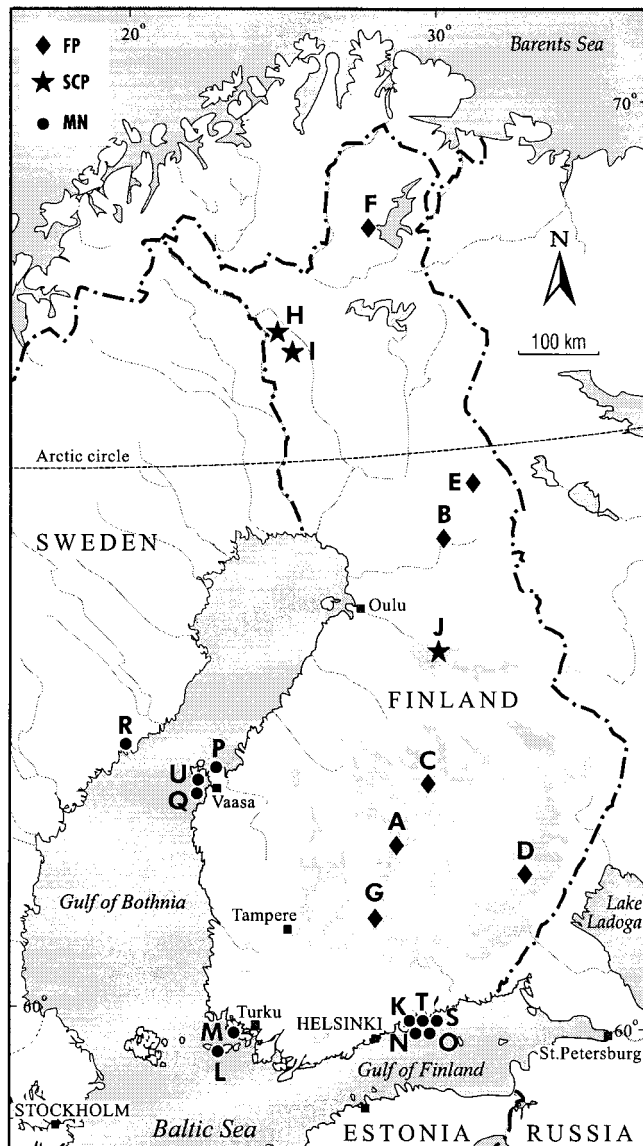 20°
30°
Barents Sea
FP
SCP
MN
70°
F
N
H
I
100 km
Arctic circle
E
B
SWEDEN
Oulu
J
FINLAND
R
P
U
Q
Vaasa
C
A
D
G
Gulf of Bothnia
Tampere
Lake
Ladoga
60°
K T S
Turku
M
HELSINKI
N O
60°
L
St.Petersburg
Gulf of Finland
STOCKHOLM
Baltic Sea
ESTONIA
RUSSIA